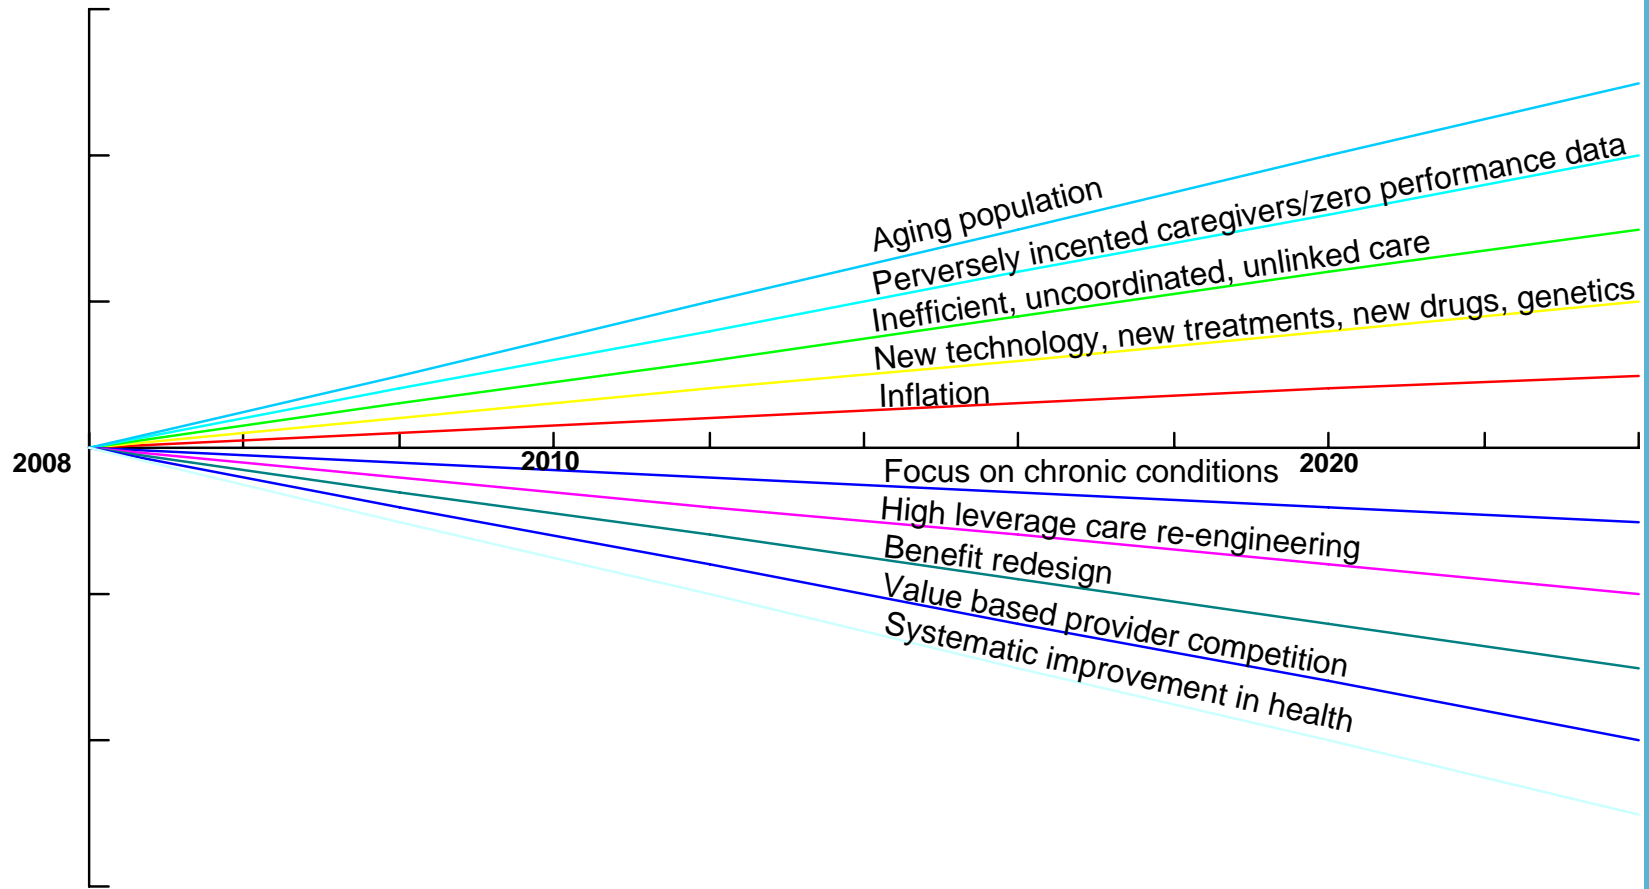 Aging population
Perversely incented caregivers/zero performance data
Inefficient, uncoordinated, unlinked care
New technology, new treatments, new drugs, genetics
Inflation
2008
2010
2020
Focus on chronic conditions
High leverage care re-engineering
Benefit redesign
Value based provider competition
Systematic improvement in health